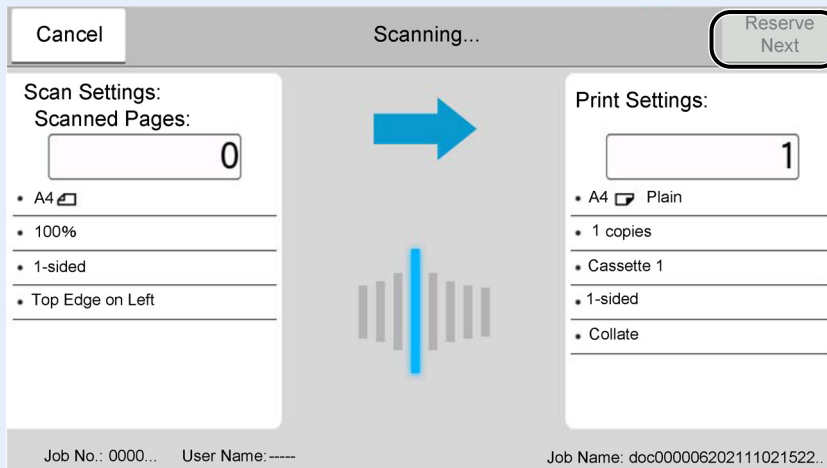 Cancel
Scanning...
Reserve
Next
Scan Settings:
Scanned Pages:
0
• A4
• 100%
• 1-sided
• Top Edge on Left
Print Settings:
1
• A4 Plain
• 1 copies
• Cassette 1
• 1-sided
• Collate
Job No.: 0000... User Name: -----
Job Name: doc000006202111021522..